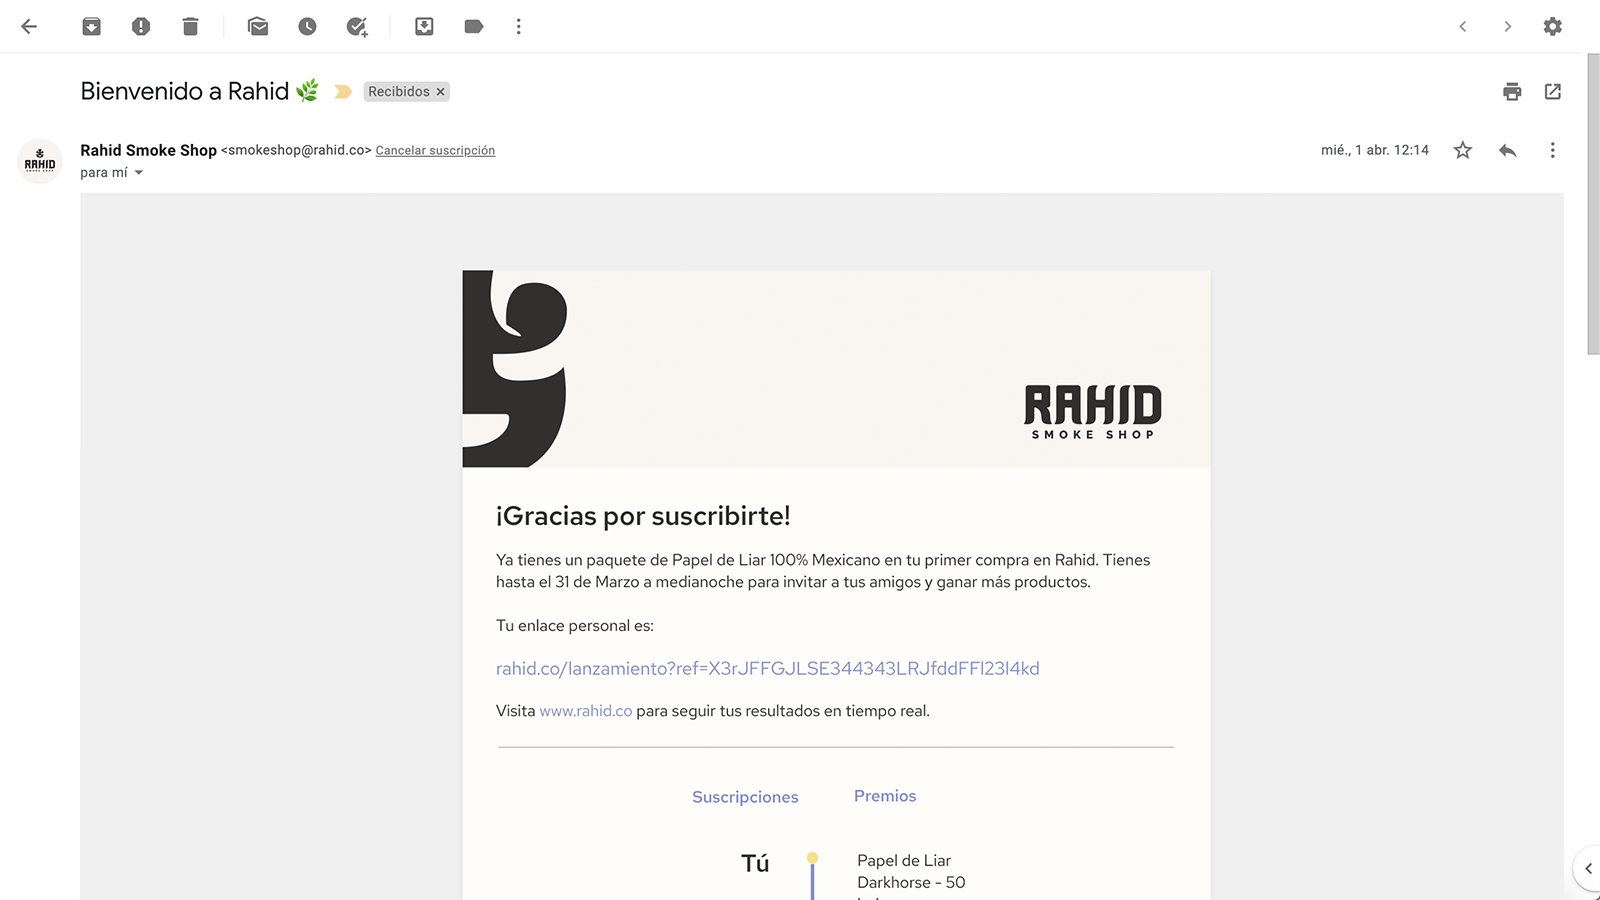 Bienvenido a Rahid
Recibidos ×
RAHID
Rahid Smoke Shop <smokeshop@rahid.co> Cancelar suscripción
mié., 1 abr. 12:14
para mí
RAHID
SMOKE SHOP
¡Gracias por suscribirte!
Ya tienes un paquete de Papel de Liar 100% Mexicano en tu primer compra en Rahid. Tienes
hasta el 31 de Marzo a medianoche para invitar a tus amigos y ganar más productos.
Tu enlace personal es:
rahid.co/lanzamiento?ref=X3rJFFGJLSE344343LRJfddFFl23l4kd
Visita www.rahid.co para seguir tus resultados en tiempo real.
Suscripciones
Premios
Tú
Papel de Liar
Darkhorse - 50